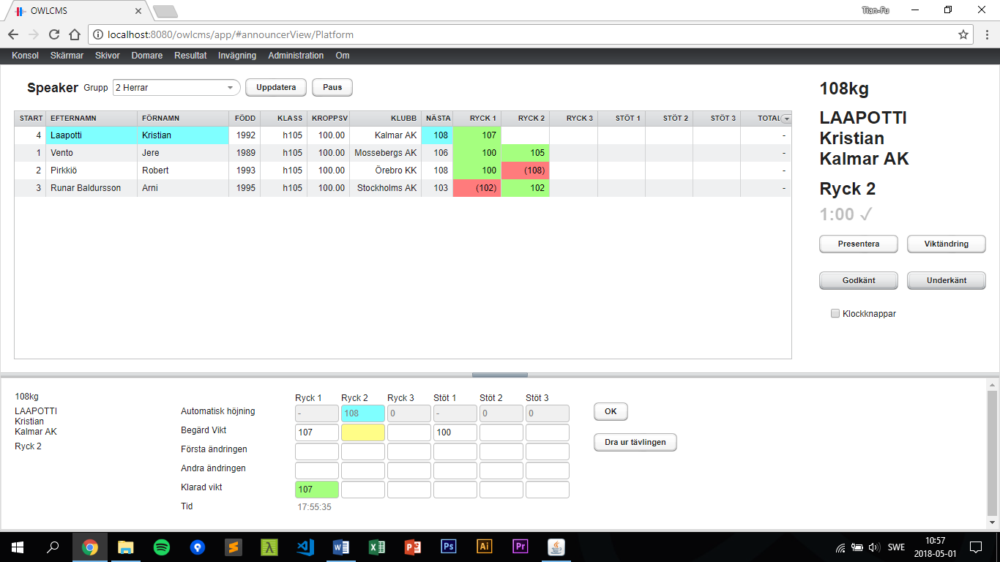 OWLCMS
Tian-Fu
localhost:8080/owlcms/app/#announcerView/Platform
Konsol Skärmar Skivor Domare Resultat Invägning Administration Om
Speaker Grupp 2 Herrar Uppdatera Paus
START EFTERNAMN FÖRNAMN FÖDD KLASS KROPPSV KLUBB NÄSTA RYCK 1 RYCK 2 RYCK 3 STÖT 1 STÖT 2 STÖT 3 TOTAL
4 Laapotti Kristian 1992 h105 100.00 Kalmar AK 108 107 -
1 Vento Jere 1989 h105 100.00 Mossebergs AK 106 100 105 -
2 Pirkkiö Robert 1993 h105 100.00 Örebro KK 108 100 (108) -
3 Runar Baldursson Arni 1995 h105 100.00 Stockholms AK 103 (102) 102 -
108kg
LAAPOTTI
Kristian
Kalmar AK
Ryck 2
1:00 ✓
Presentera Viktändring
Godkänt Underkänt
Klockknappar
108kg
LAAPOTTI
Kristian
Kalmar AK
Ryck 2
Ryck 1 Ryck 2 Ryck 3 Stöt 1 Stöt 2 Stöt 3
Automatisk höjning - 108 0 - 0 0
Begärd Vikt 107 100
Första ändringen
Andra ändringen
Klarad vikt 107
Tid 17:55:35
OK
Dra ur tävlingen
Ps Ai Pr
SWE
10:57
2018-05-01